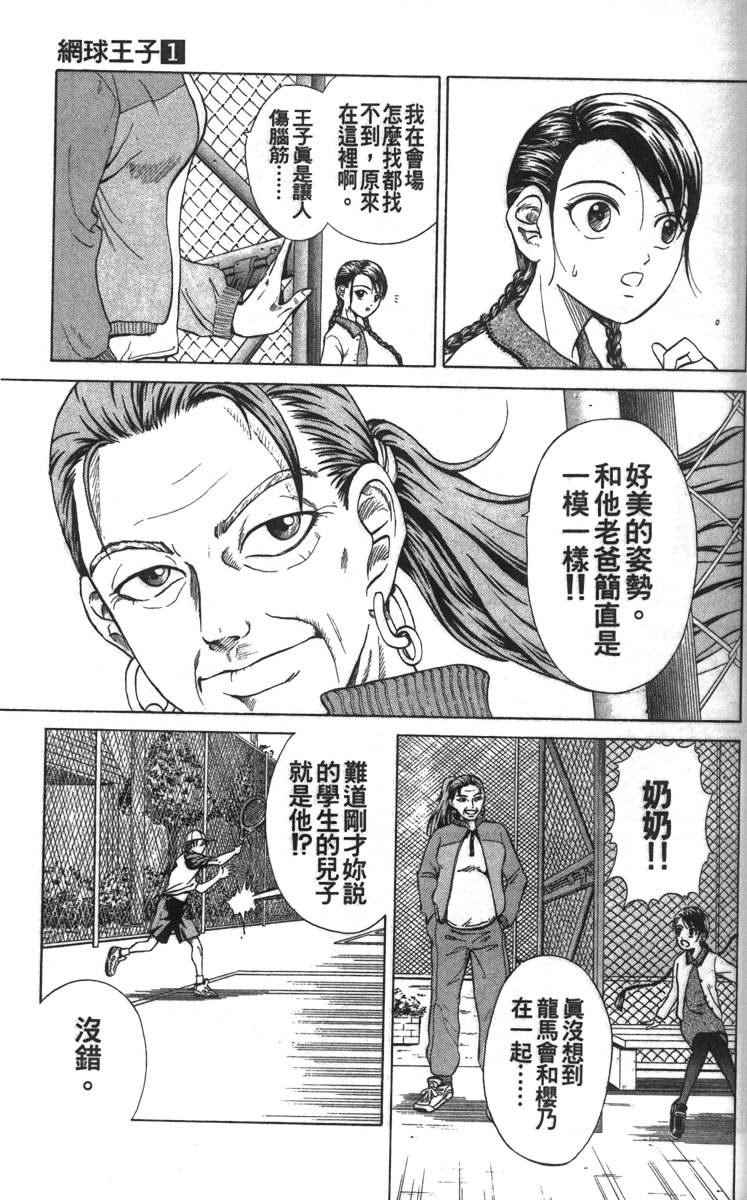 網球王子1
我在會場
怎麼找都找
不到，原來
在這裡啊。
王子眞是讓人
傷腦筋……
好美的姿勢。
和他老爸簡直是
一模一樣!!
奶奶!!
眞沒想到
龍馬會和櫻乃
在一起……
難道剛才妳說
的學生的兒子
就是他!?
沒錯。